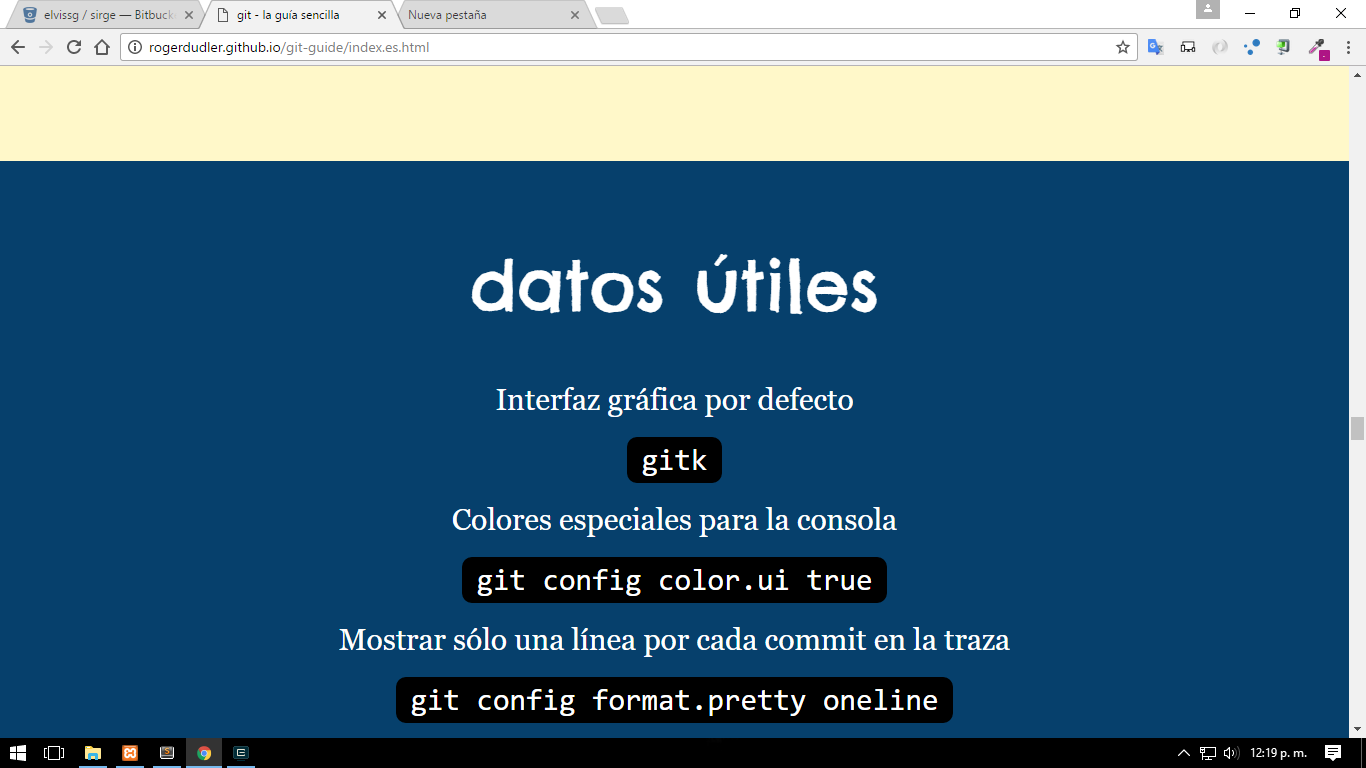 elvissg / sirge — Bitbuck
git - la guía sencilla
Nueva pestaña
rogerdudler.github.io/git-guide/index.es.html
datos útiles
Interfaz gráfica por defecto
gitk
Colores especiales para la consola
git config color.ui true
Mostrar sólo una línea por cada commit en la traza
git config format.pretty oneline
12:19 p. m.